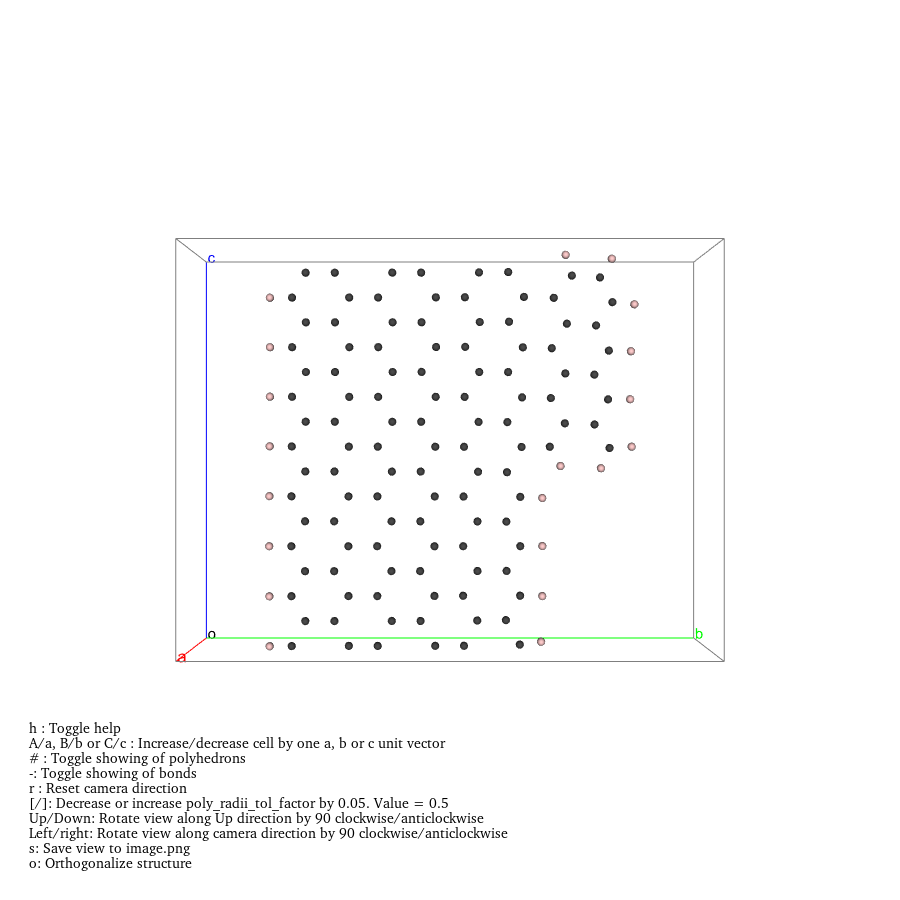 c
o
b
a
h : Toggle help
A/a, B/b or C/c : Increase/decrease cell by one a, b or c unit vector
# : Toggle showing of polyhedrons
-: Toggle showing of bonds
r : Reset camera direction
[/]: Decrease or increase poly_radii_tol_factor by 0.05. Value = 0.5
Up/Down: Rotate view along Up direction by 90 clockwise/anticlockwise
Left/right: Rotate view along camera direction by 90 clockwise/anticlockwise
s: Save view to image.png
o: Orthogonalize structure